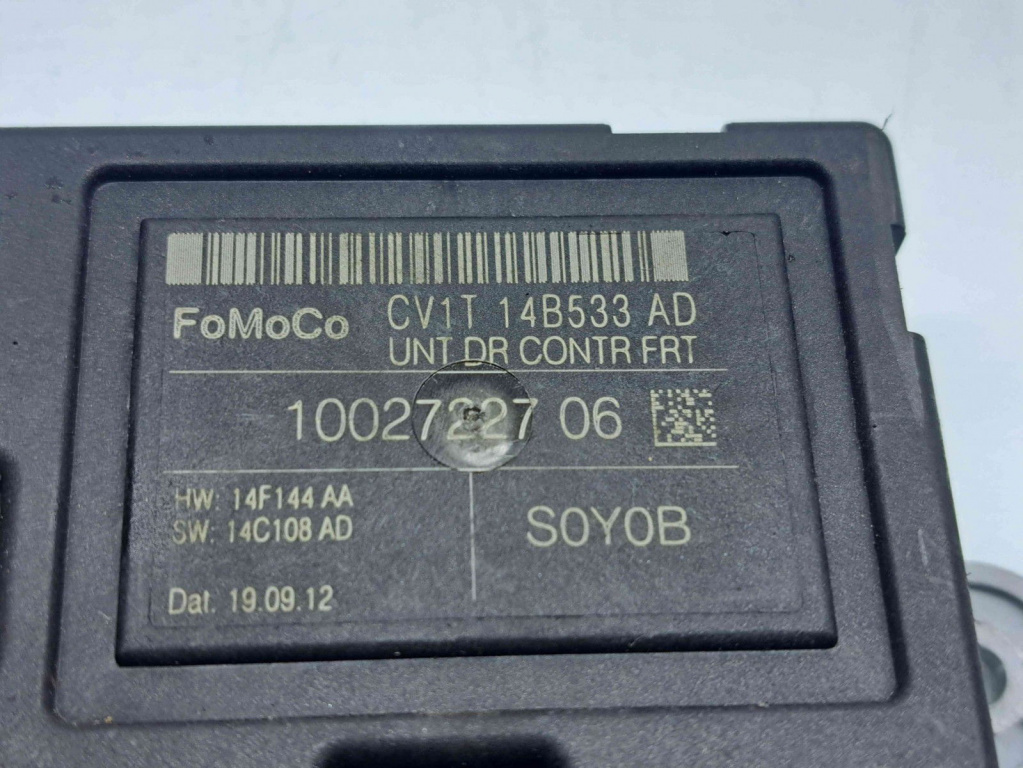 FoMoCo CV1T 14B533 AD
UNT DR CONTR FRT
10027227 06
HW: 14F144 AA
SW: 14C108 AD
S0Y0B
Dat. 19.09.12